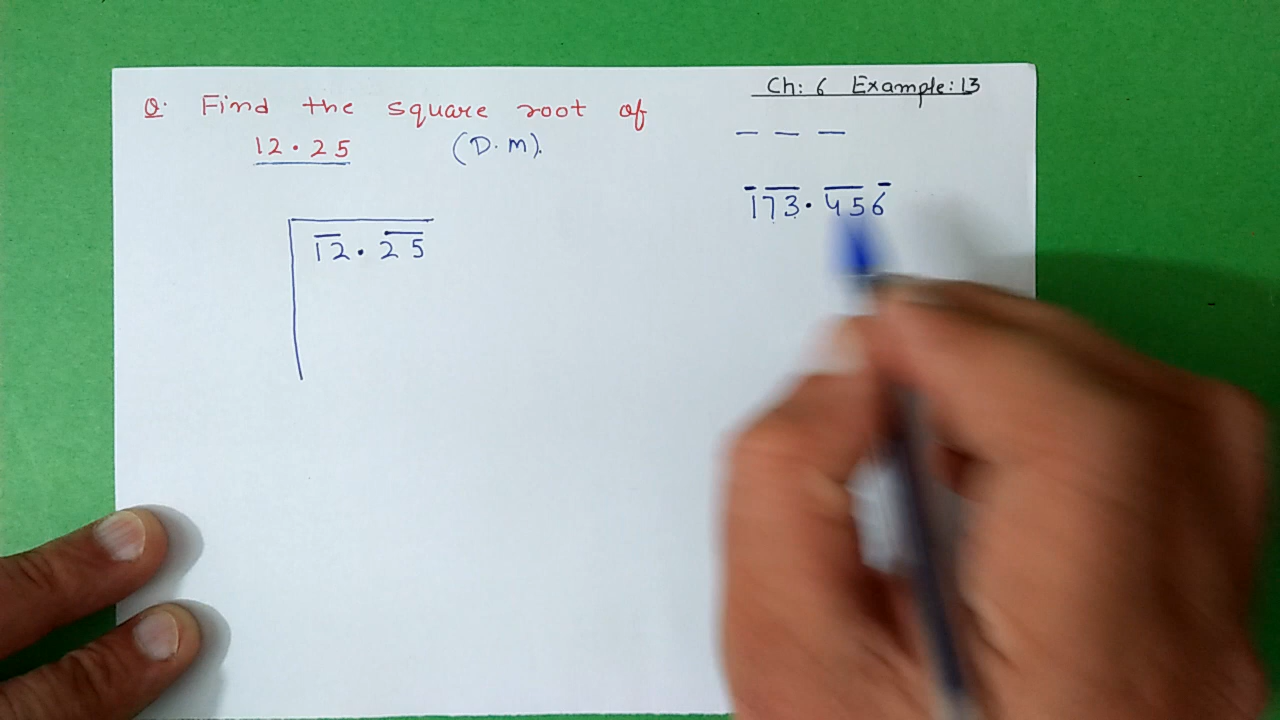 Ch: 6 Example: 13
Q. Find the square root of
12.25 (D.M).
173.456
12.25